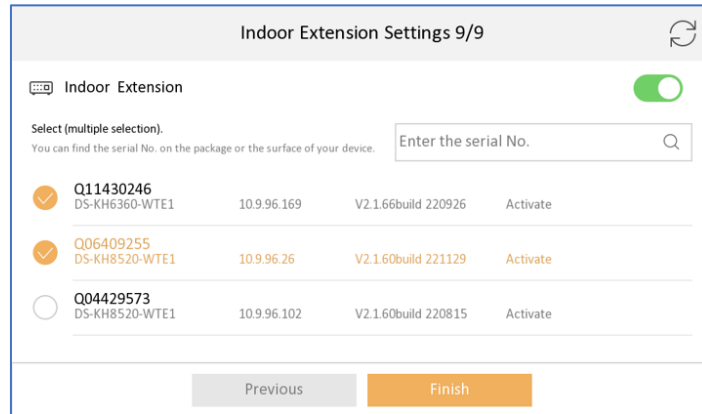 Indoor Extension Settings 9/9
Indoor Extension
Select (multiple selection).
You can find the serial No. on the package or the surface of your device.
Enter the serial No.
Q11430246
DS-KH6360-WTE1 10.9.96.169 V2.1.66build 220926 Activate
Q06409255
DS-KH8520-WTE1 10.9.96.26 V2.1.60build 221129 Activate
Q04429573
DS-KH8520-WTE1 10.9.96.102 V2.1.60build 220815 Activate
Previous Finish